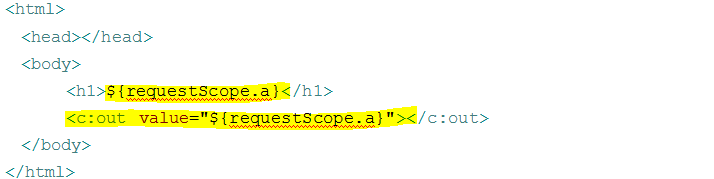 <html>
<head></head>
<body>
<h1>${requestScope.a}</h1>
<c:out value="${requestScope.a}"></c:out>
</body>
</html>